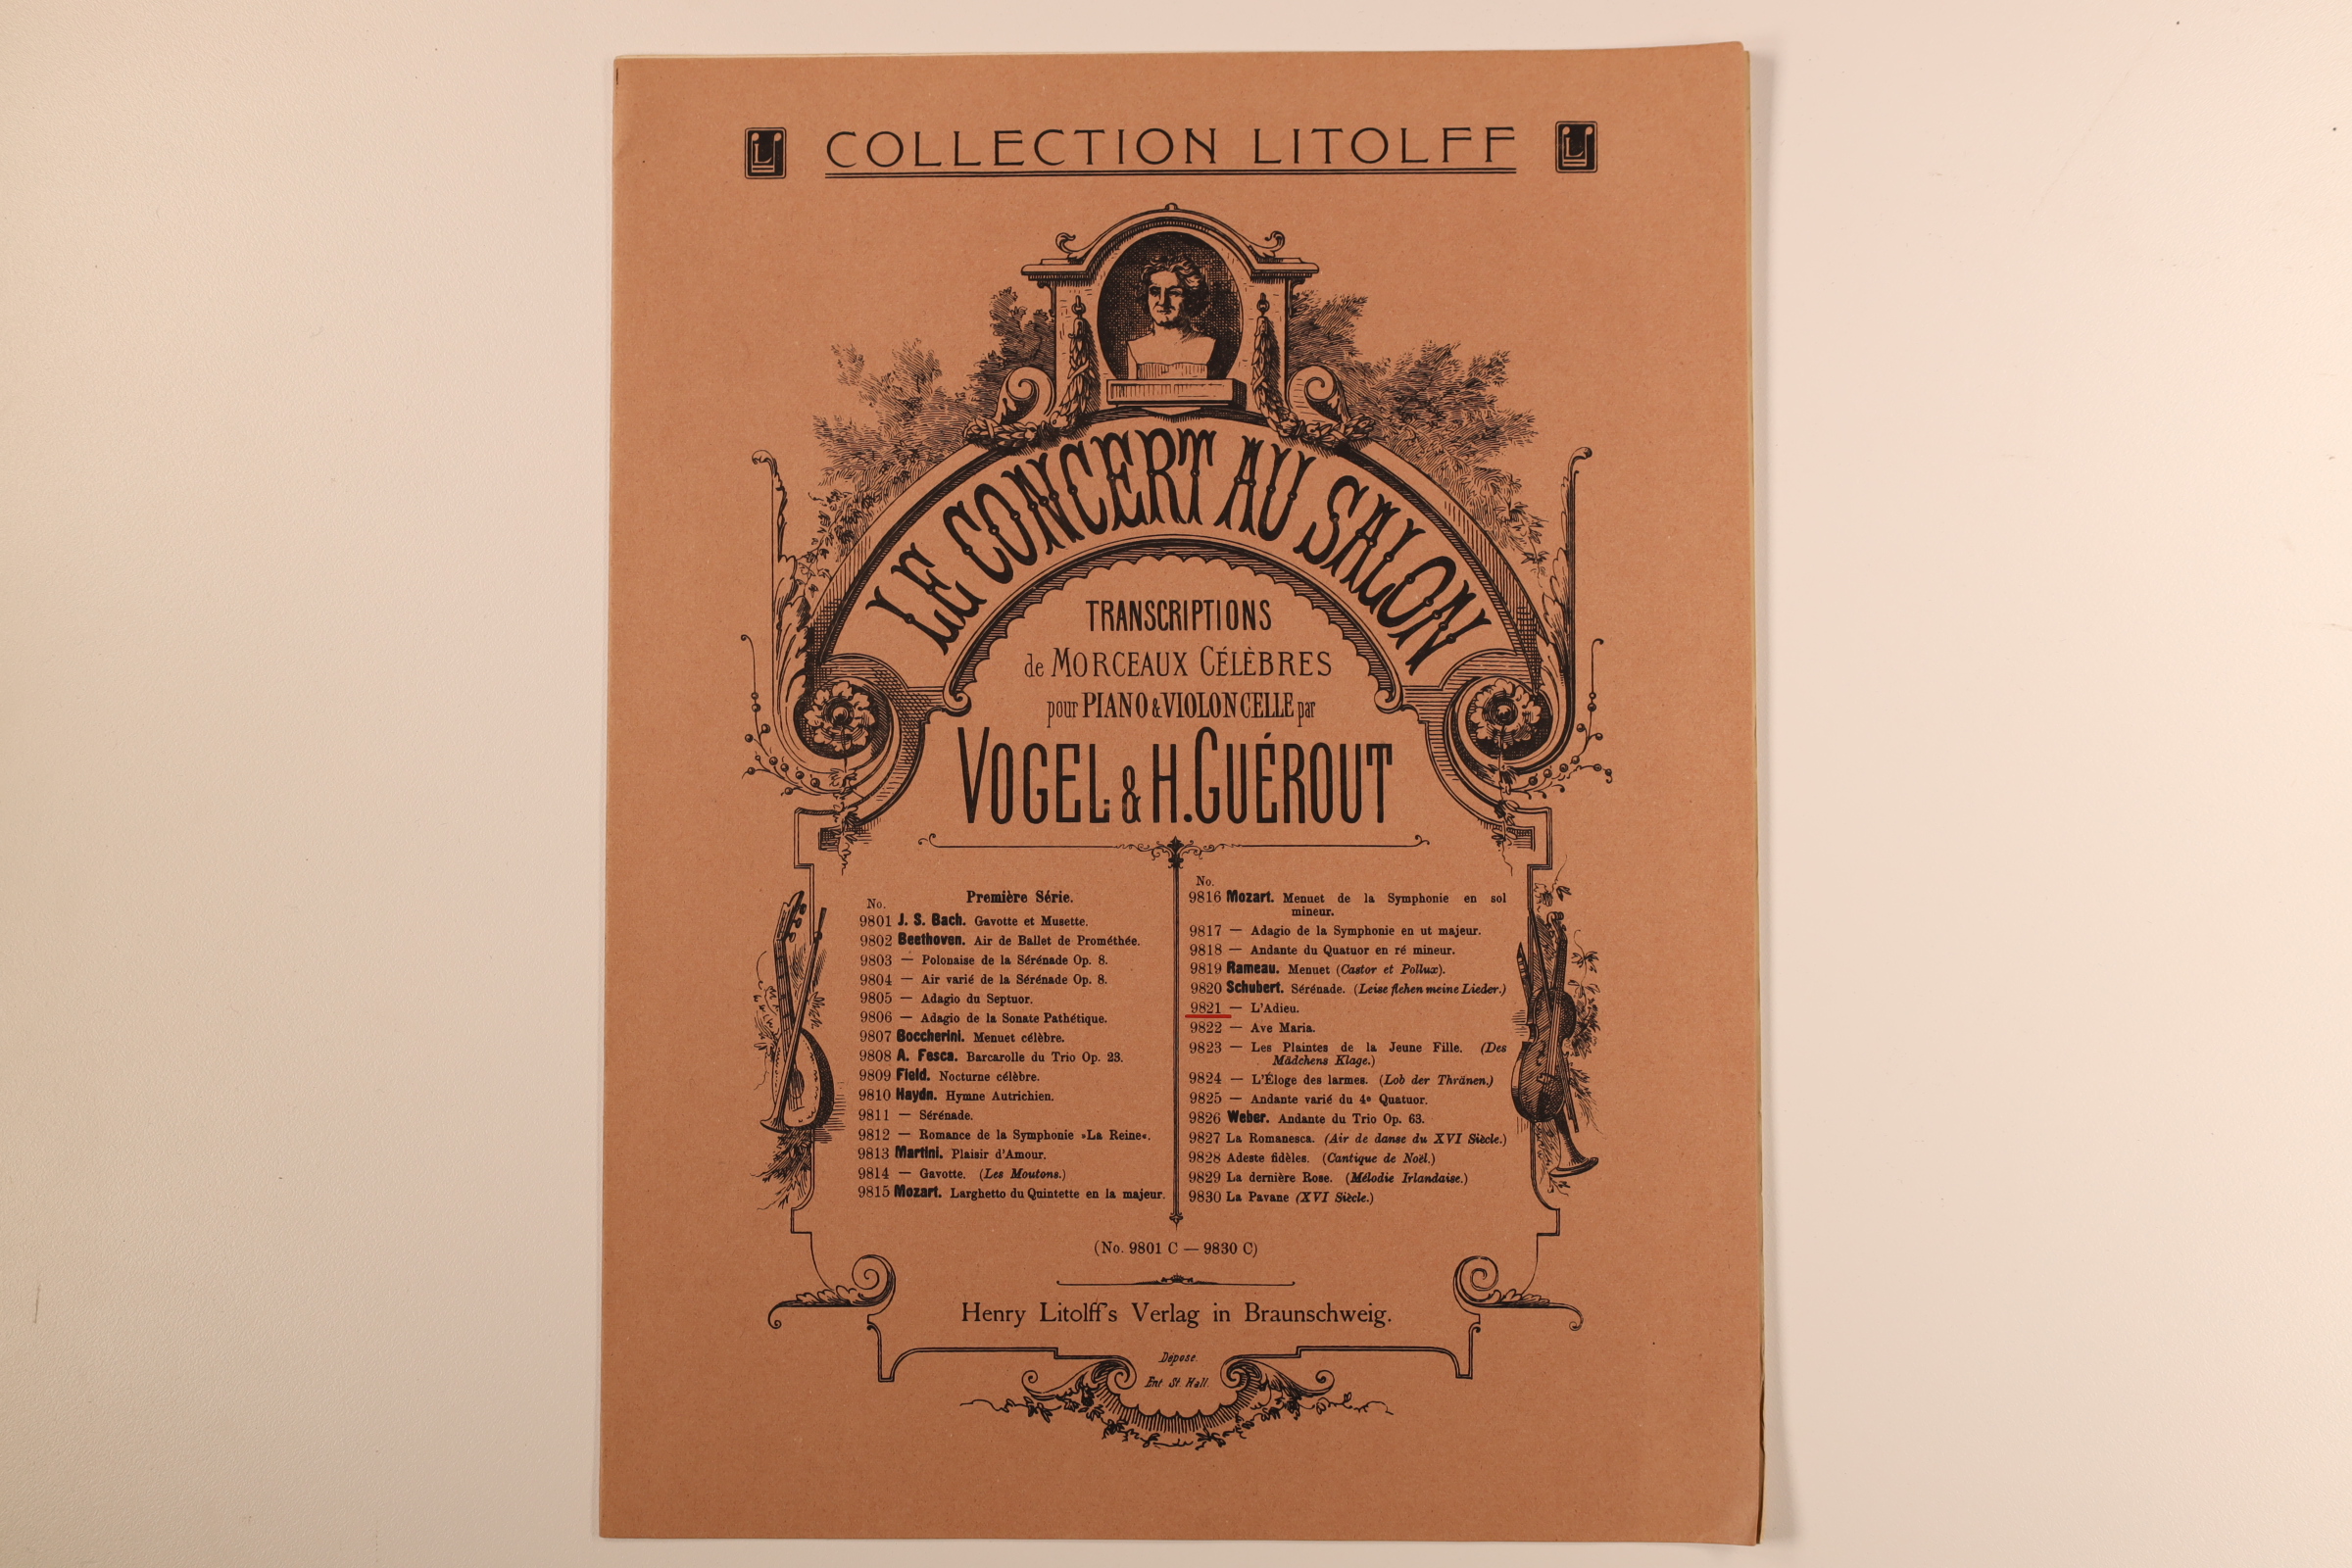 COLLECTION LITOLFF
LE CONCERT AU SALON
TRANSCRIPTIONS
de MORCEAUX CÉLÈBRES
pour PIANO & VIOLONCELLE par
VOGEL & H. GUÉROUT
Première Série.
No.
9801 J. S. Bach. Gavotte et Musette.
9802 Beethoven. Air de Ballet de Prométhée.
9803 — Polonaise de la Sérénade Op. 8.
9804 — Air varié de la Sérénade Op. 8.
9805 — Adagio du Septuor.
9806 — Adagio de la Sonate Pathétique.
9807 Boccherini. Menuet célèbre.
9808 A. Fesca. Barcarolle du Trio Op. 23.
9809 Field. Nocturne célèbre.
9810 Haydn. Hymne Autrichien.
9811 — Sérénade.
9812 — Romance de la Symphonie »La Reine«.
9813 Martini. Plaisir d'Amour.
9814 — Gavotte. (Les Moutons.)
9815 Mozart. Larghetto du Quintette en la majeur.
No.
9816 Mozart. Menuet de la Symphonie en sol
mineur.
9817 — Adagio de la Symphonie en ut majeur.
9818 — Andante du Quatuor en ré mineur.
9819 Rameau. Menuet (Castor et Pollux).
9820 Schubert. Sérénade. (Leise flehen meine Lieder.)
9821 — L'Adieu.
9822 — Ave Maria.
9823 — Les Plaintes de la Jeune Fille. (Des
Mädchens Klage.)
9824 — L'Éloge des larmes. (Lob der Thränen.)
9825 — Andante varié du 4e Quatuor.
9826 Weber. Andante du Trio Op. 63.
9827 La Romanesca. (Air de danse du XVI Siècle.)
9828 Adeste fidèles. (Cantique de Noël.)
9829 La dernière Rose. (Mélodie Irlandaise.)
9830 La Pavane (XVI Siècle.)
(No. 9801 C — 9830 C)
Henry Litolff's Verlag in Braunschweig.
Déposé.
Ent. St. Hall.